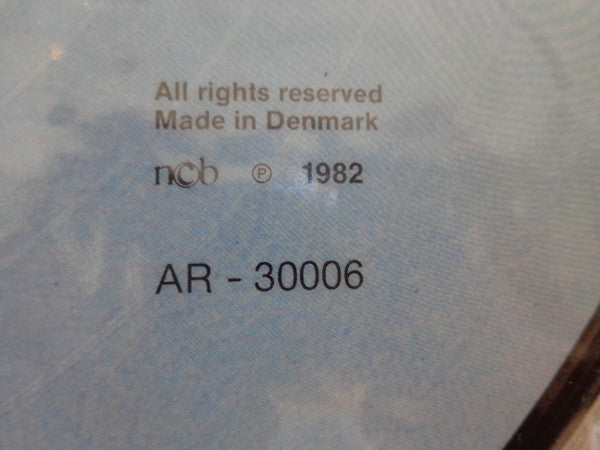 All rights reserved
Made in Denmark
ncb ℗ 1982
AR - 30006